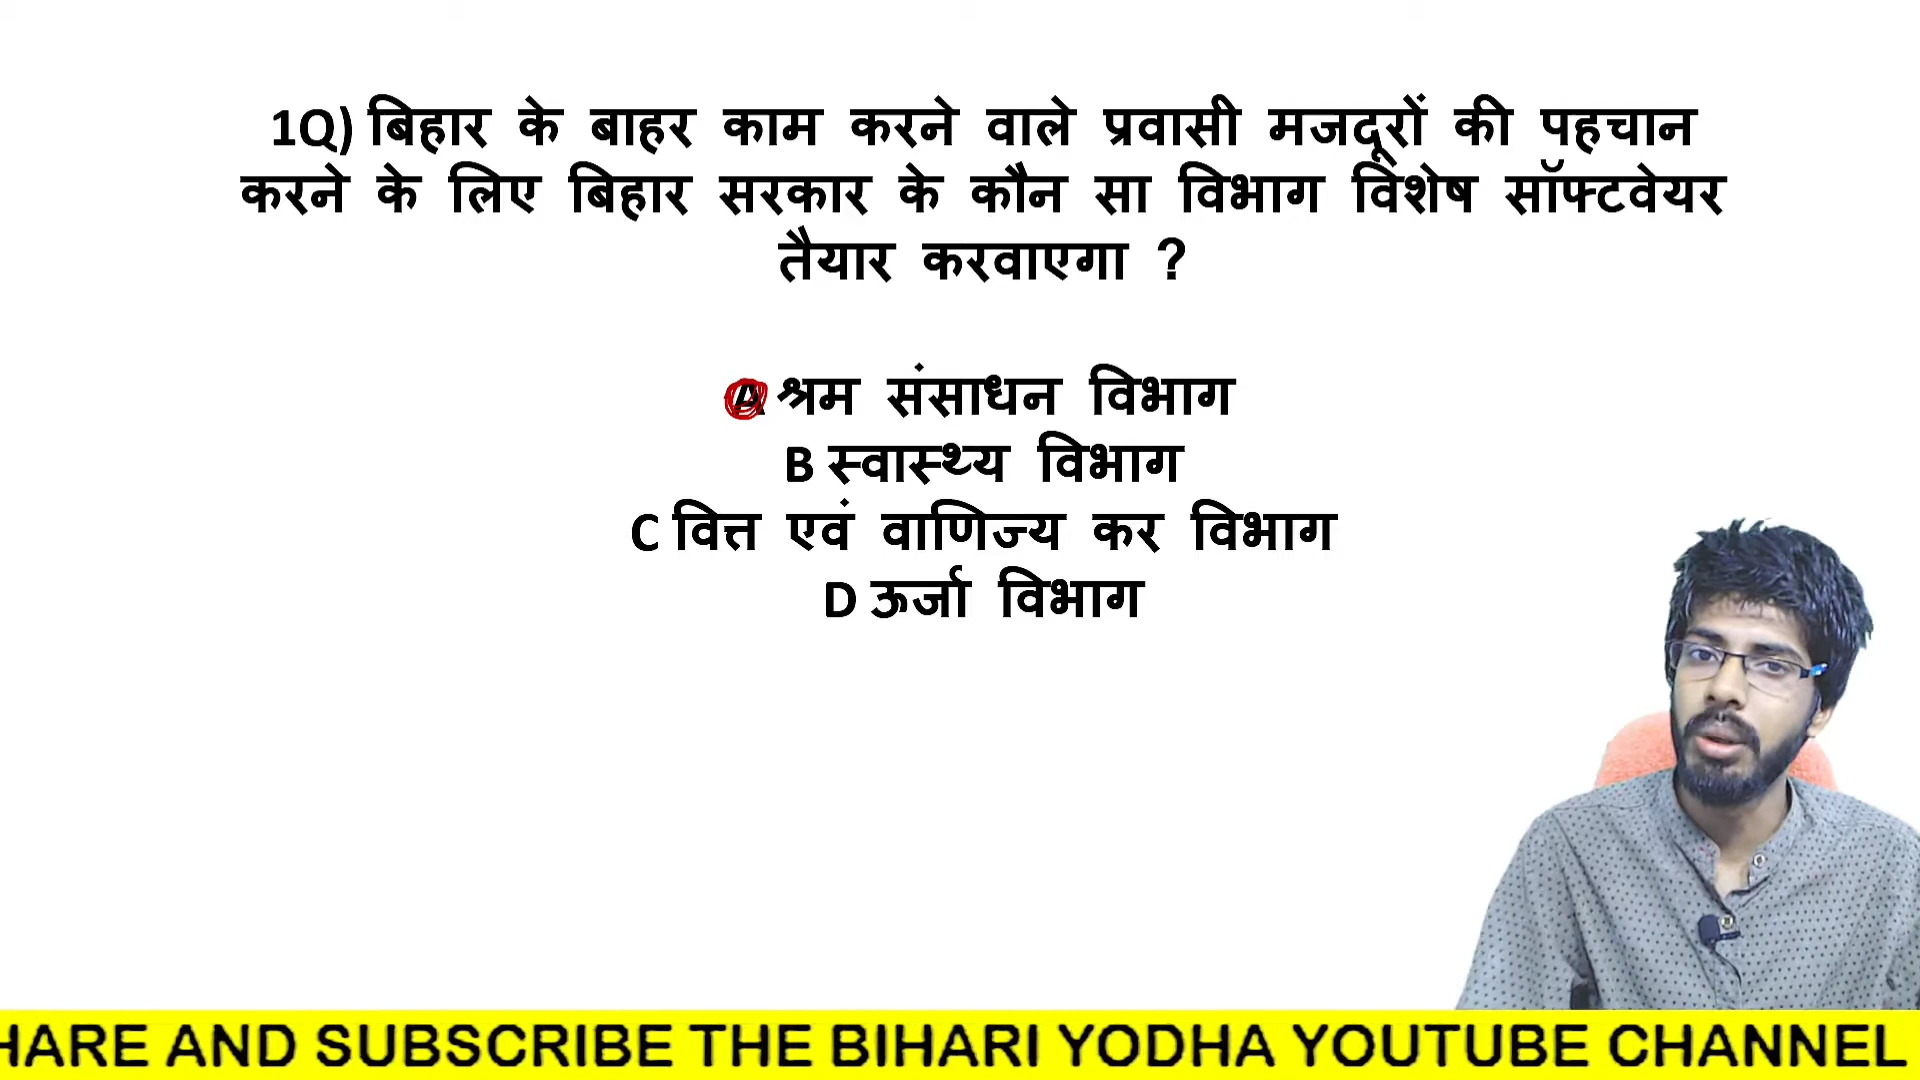 1Q) बिहार के बाहर काम करने वाले प्रवासी मजदूरों की पहचान
करने के लिए बिहार सरकार के कौन सा विभाग विशेष सॉफ्टवेयर
तैयार करवाएगा ?
A श्रम संसाधन विभाग
B स्वास्थ्य विभाग
C वित्त एवं वाणिज्य कर विभाग
D ऊर्जा विभाग
HARE AND SUBSCRIBE THE BIHARI YODHA YOUTUBE CHANNEL